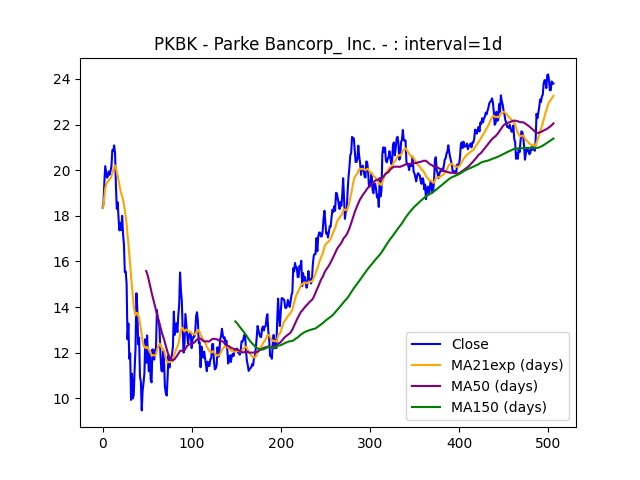 PKBK - Parke Bancorp_ Inc. - : interval=1d
24
22
20
18
16
14
12
10
0
100
200
300
400
500
Close
MA21exp (days)
MA50 (days)
MA150 (days)